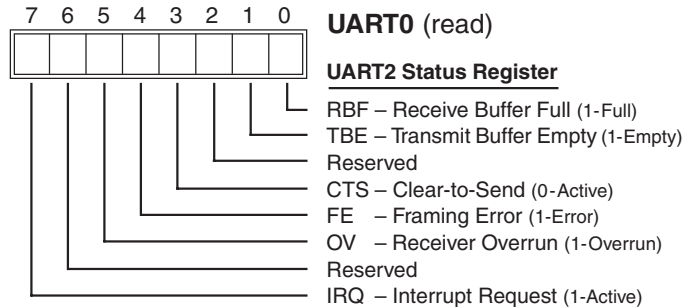 7 6 5 4 3 2 1 0
UART0 (read)
UART2 Status Register
RBF – Receive Buffer Full (1-Full)
TBE – Transmit Buffer Empty (1-Empty)
Reserved
CTS – Clear-to-Send (0-Active)
FE – Framing Error (1-Error)
OV – Receiver Overrun (1-Overrun)
Reserved
IRQ – Interrupt Request (1-Active)